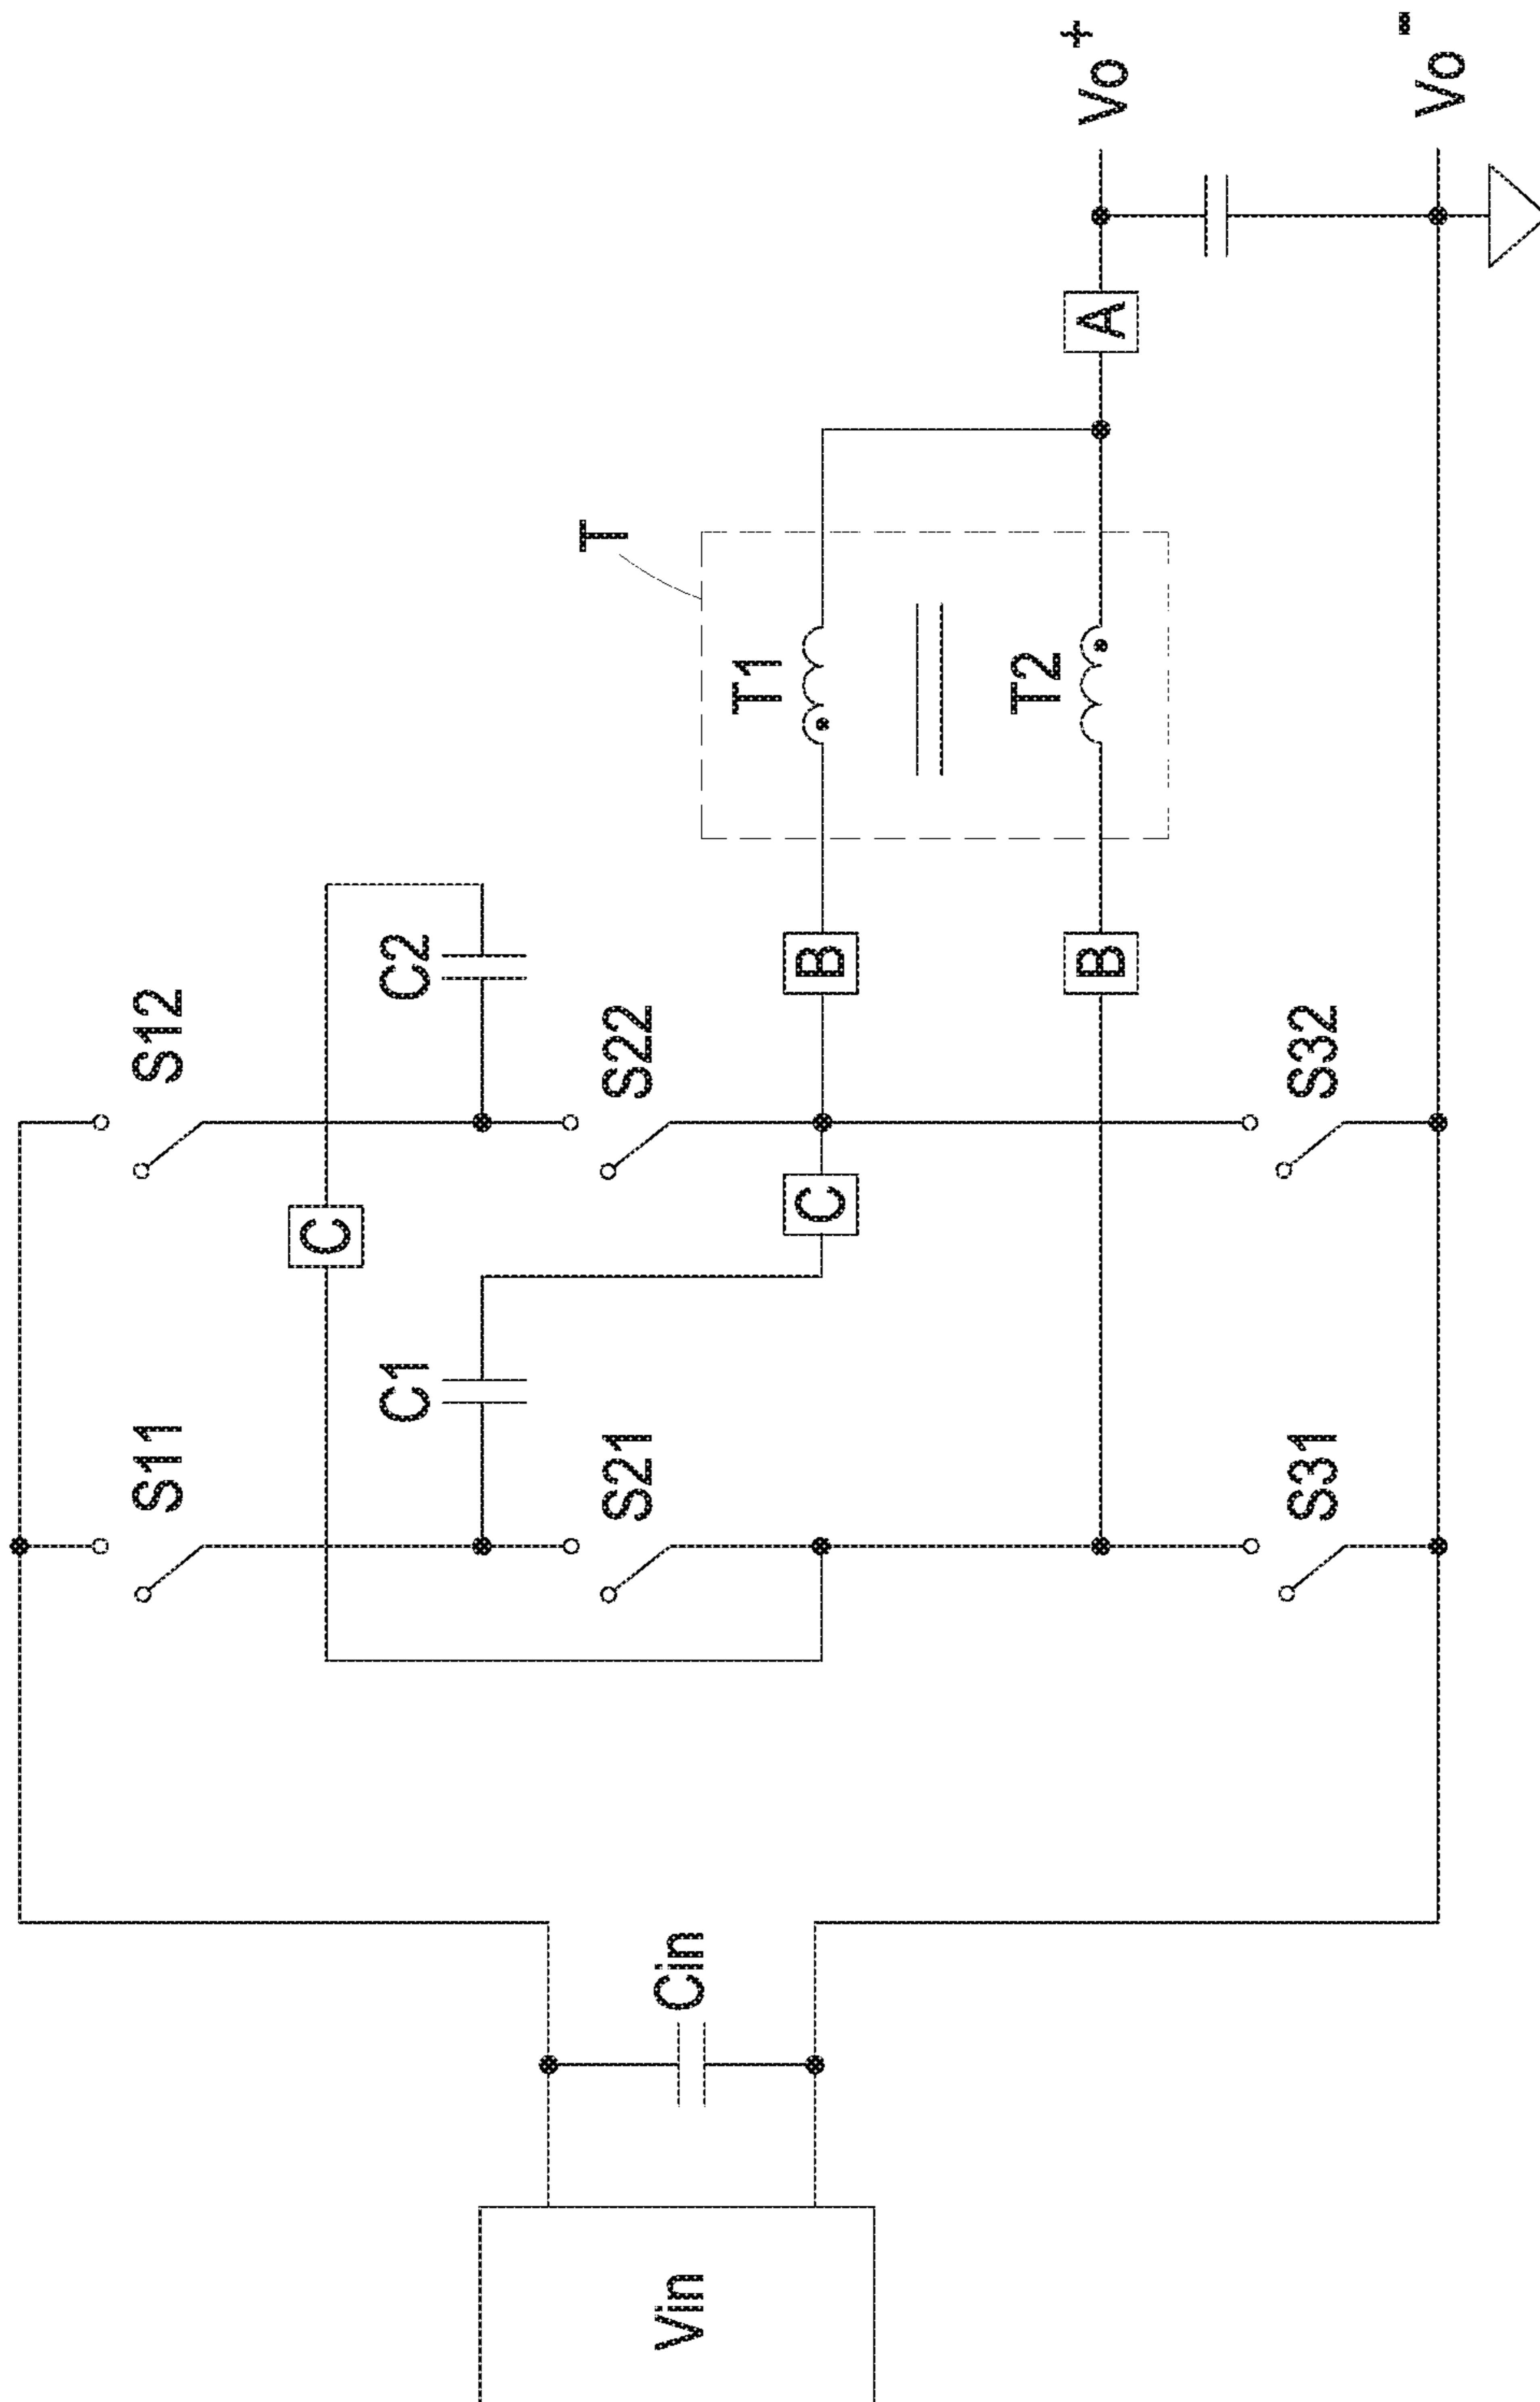 Vin
Cin
S11
S12
C
C1
C2
S21
S22
C
B
B
S31
S32
T
T1
T2
A
Vo+
Vo-